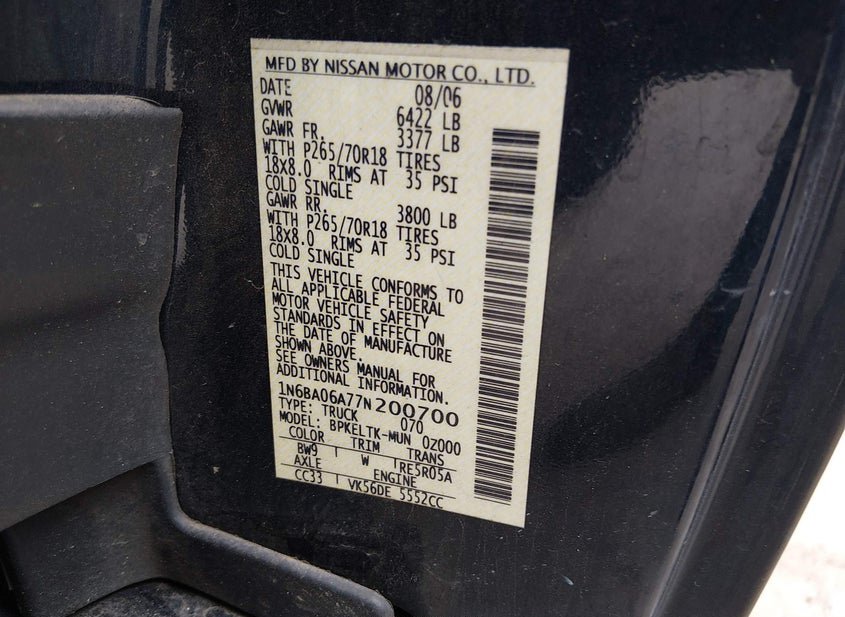 MFD BY NISSAN MOTOR CO., LTD.
DATE 08/06
GVWR 6422 LB
GAWR FR. 3377 LB
WITH P265/70R18 TIRES
18X8.0 RIMS AT 35 PSI
COLD SINGLE
GAWR RR. 3800 LB
WITH P265/70R18 TIRES
18X8.0 RIMS AT 35 PSI
COLD SINGLE
THIS VEHICLE CONFORMS TO
ALL APPLICABLE FEDERAL
MOTOR VEHICLE SAFETY
STANDARDS IN EFFECT ON
THE DATE OF MANUFACTURE
SHOWN ABOVE.
SEE OWNERS MANUAL FOR
ADDITIONAL INFORMATION.
1N6BA06A77N200700
TYPE: TRUCK 070
MODEL: BPKELTK-MUN 0Z000
COLOR TRIM TRANS
BW9 W RE5R05A
AXLE ENGINE
CC33 VK56DE 5552CC